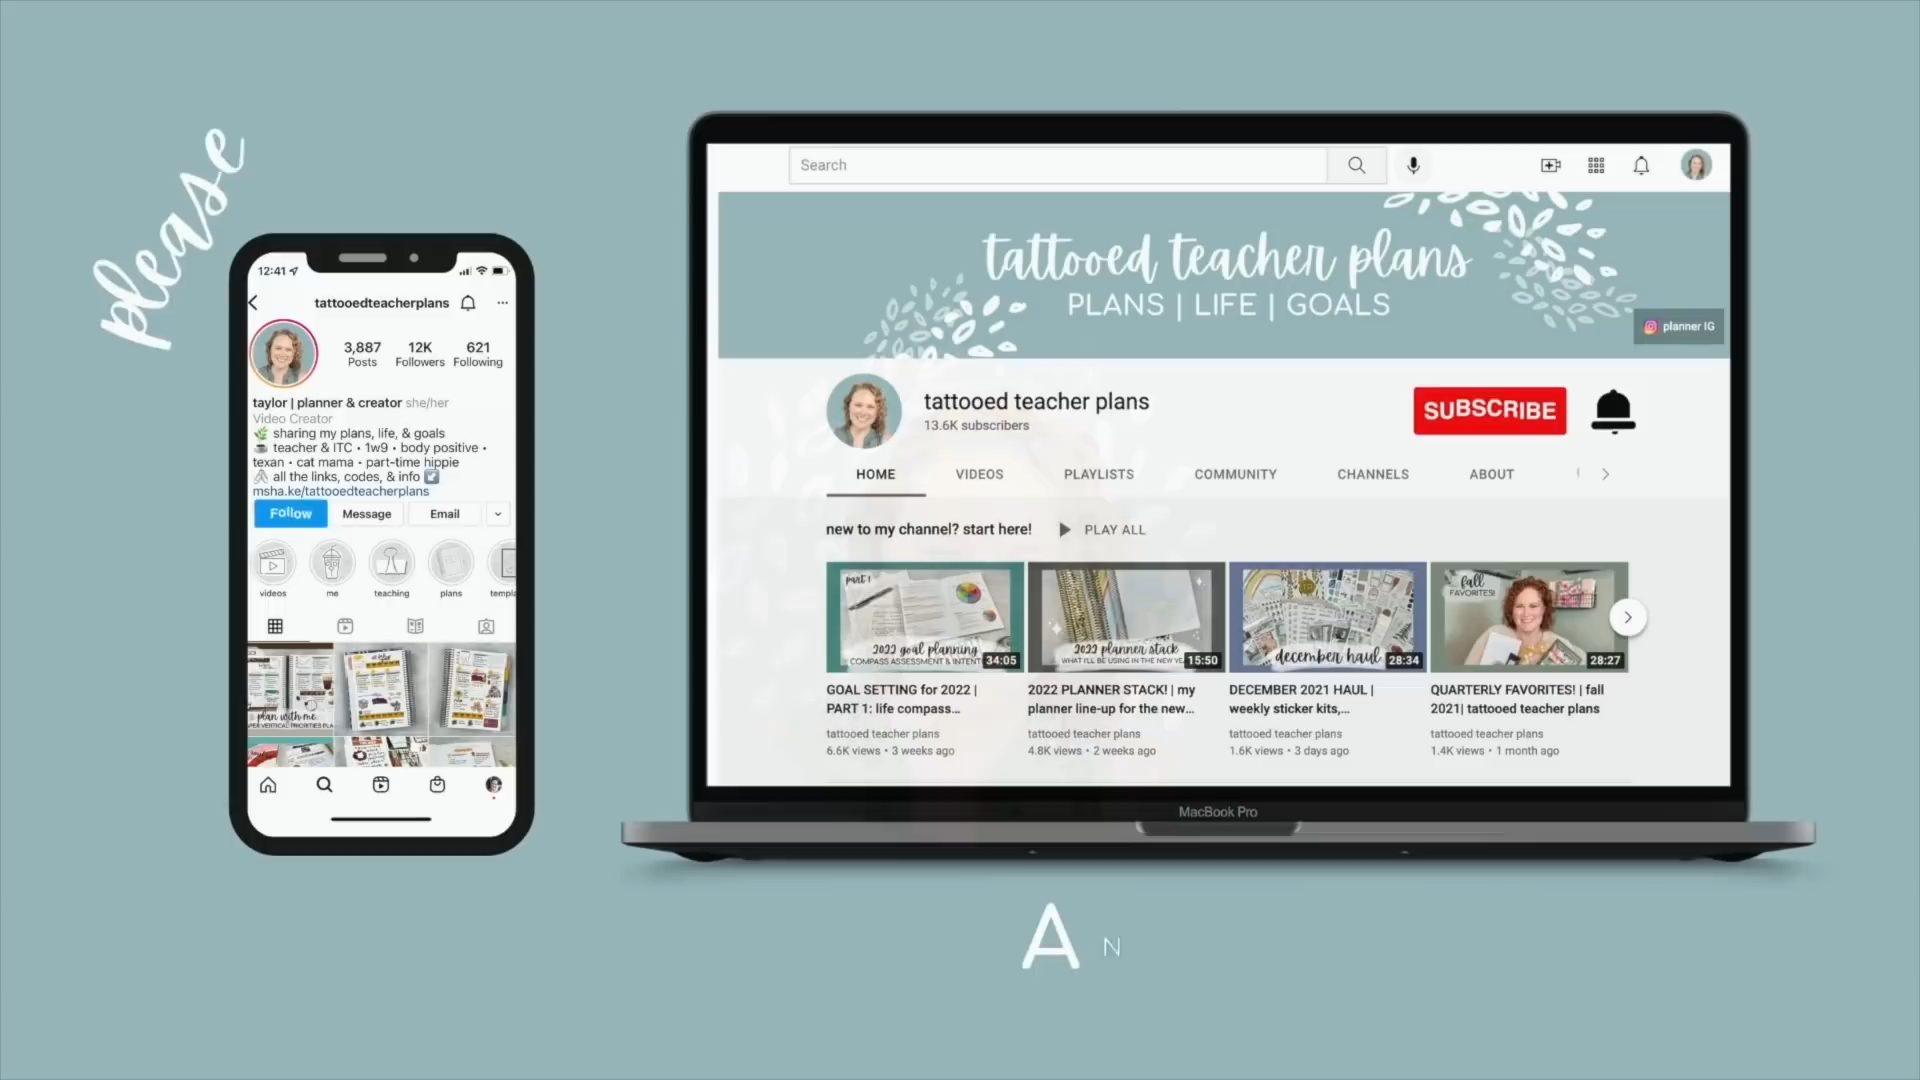 please
12:41
tattooedteacherplans
3,887 12K 621
Posts Followers Following
taylor | planner & creator she/her
Video Creator
sharing my plans, life, & goals
teacher & ITC • 1w9 • body positive •
texan • cat mama • part-time hippie
all the links, codes, & info
msha.ke/tattooedteacherplans
Follow Message Email
videos me teaching plans templa
plan with me
Search
tattooed teacher plans
PLANS | LIFE | GOALS
planner IG
tattooed teacher plans
13.6K subscribers
SUBSCRIBE
HOME VIDEOS PLAYLISTS COMMUNITY CHANNELS ABOUT
new to my channel? start here! PLAY ALL
part 1
2022 goal planning
COMPASS ASSESSMENT & INTENT
34:05
2022 planner stack
WHAT I'LL BE USING IN THE NEW YE
15:50
december haul
28:34
fall
FAVORITES!
28:27
GOAL SETTING for 2022 |
PART 1: life compass...
tattooed teacher plans
6.6K views • 3 weeks ago
2022 PLANNER STACK! | my
planner line-up for the new...
tattooed teacher plans
4.8K views • 2 weeks ago
DECEMBER 2021 HAUL |
weekly sticker kits,...
tattooed teacher plans
1.6K views • 3 days ago
QUARTERLY FAVORITES! | fall
2021| tattooed teacher plans
tattooed teacher plans
1.4K views • 1 month ago
MacBook Pro
A N